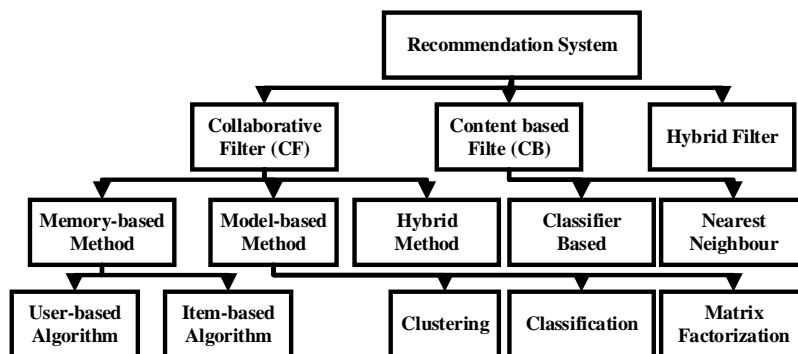 Recommendation System
Collaborative
Filter (CF)
Content based
Filte (CB)
Hybrid Filter
Memory-based
Method
Model-based
Method
Hybrid
Method
Classifier
Based
Nearest
Neighbour
User-based
Algorithm
Item-based
Algorithm
Clustering
Classification
Matrix
Factorization